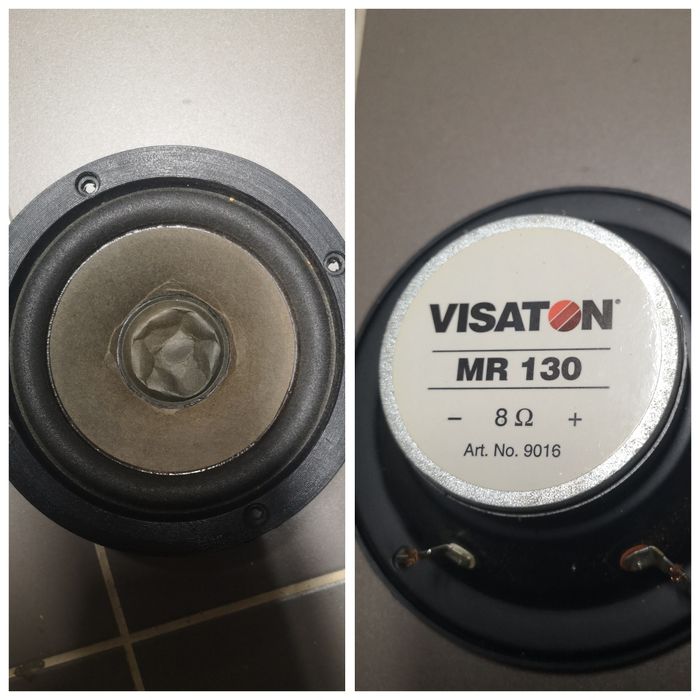 VISATON®
MR 130
- 8 Ω +
Art. No. 9016